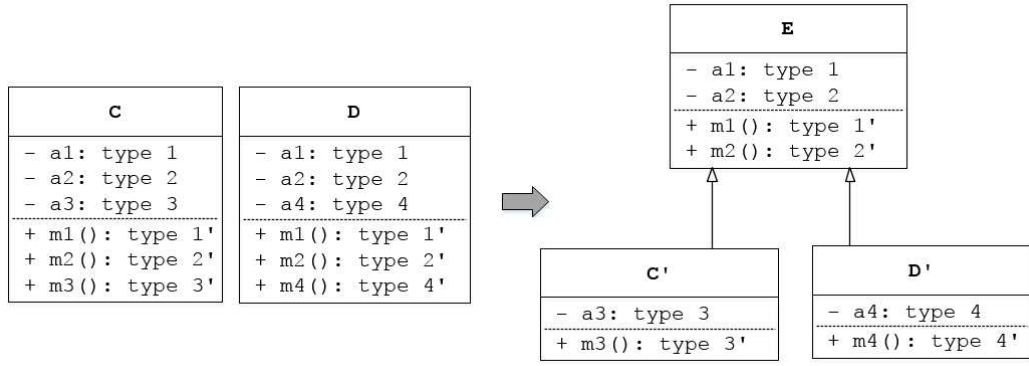 C
- a1: type 1
- a2: type 2
- a3: type 3
+ m1(): type 1'
+ m2(): type 2'
+ m3(): type 3'
D
- a1: type 1
- a2: type 2
- a4: type 4
+ m1(): type 1'
+ m2(): type 2'
+ m4(): type 4'
E
- a1: type 1
- a2: type 2
+ m1(): type 1'
+ m2(): type 2'
C'
- a3: type 3
+ m3(): type 3'
D'
- a4: type 4
+ m4(): type 4'